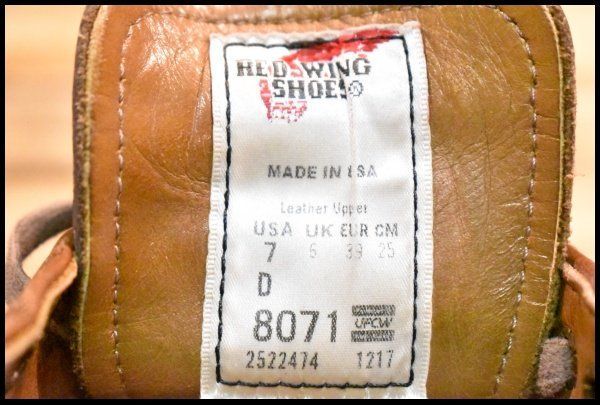 RED WING
SHOES®
MADE IN USA
Leather Upper
USA UK EUR CM
7 6 39 25
D
8071 UFCW
2522474 1217